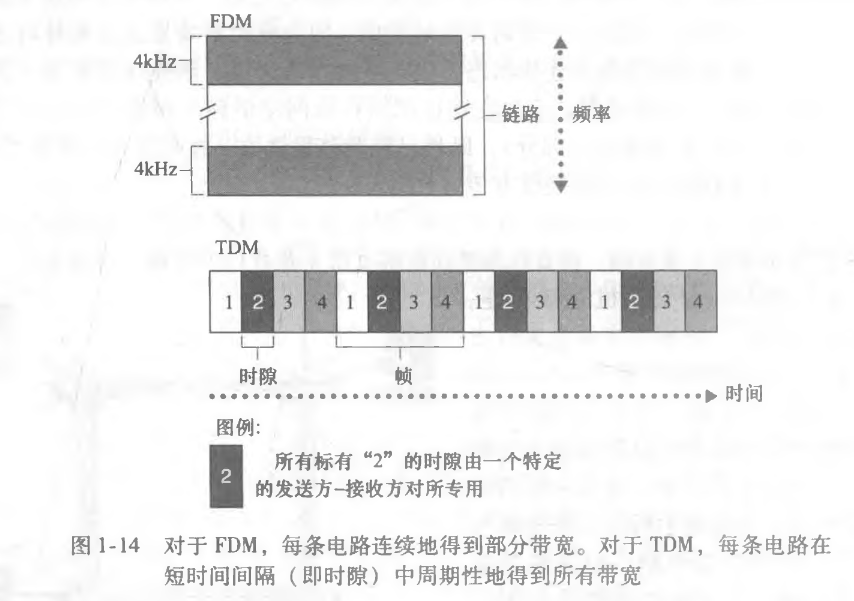 FDM
4kHz
链路
频率
4kHz
TDM
1 2 3 4 1 2 3 4 1 2 3 4 1 2 3 4
时隙
帧
时间
图例:
2
所有标有“2”的时隙由一个特定
的发送方-接收方对所专用
图 1-14 对于 FDM，每条电路连续地得到部分带宽。对于 TDM，每条电路在
短时间间隔（即时隙）中周期性地得到所有带宽